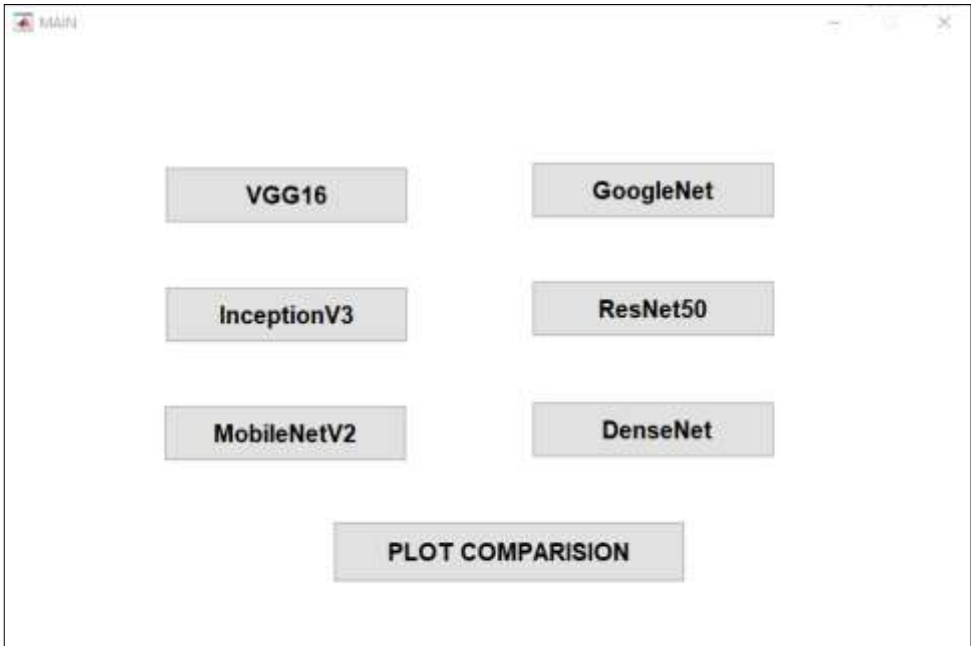 MAIN
VGG16
GoogleNet
InceptionV3
ResNet50
MobileNetV2
DenseNet
PLOT COMPARISION